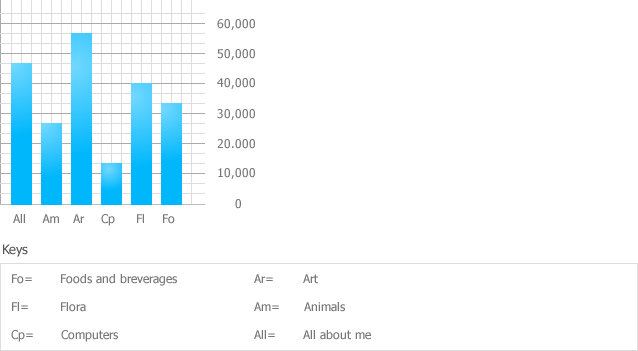 60,000
50,000
40,000
30,000
20,000
10,000
0
All Am Ar Cp Fl Fo
Keys
Fo= Foods and breverages Ar= Art
Fl= Flora Am= Animals
Cp= Computers All= All about me